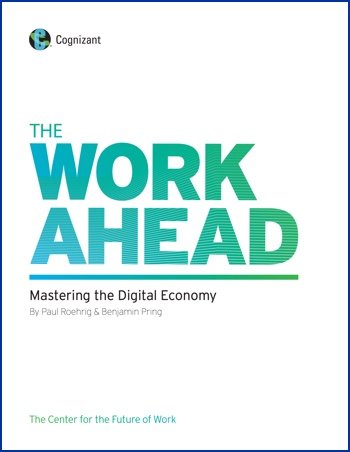 Cognizant
THE
WORK
AHEAD
Mastering the Digital Economy
By Paul Roehrig & Benjamin Pring
The Center for the Future of Work